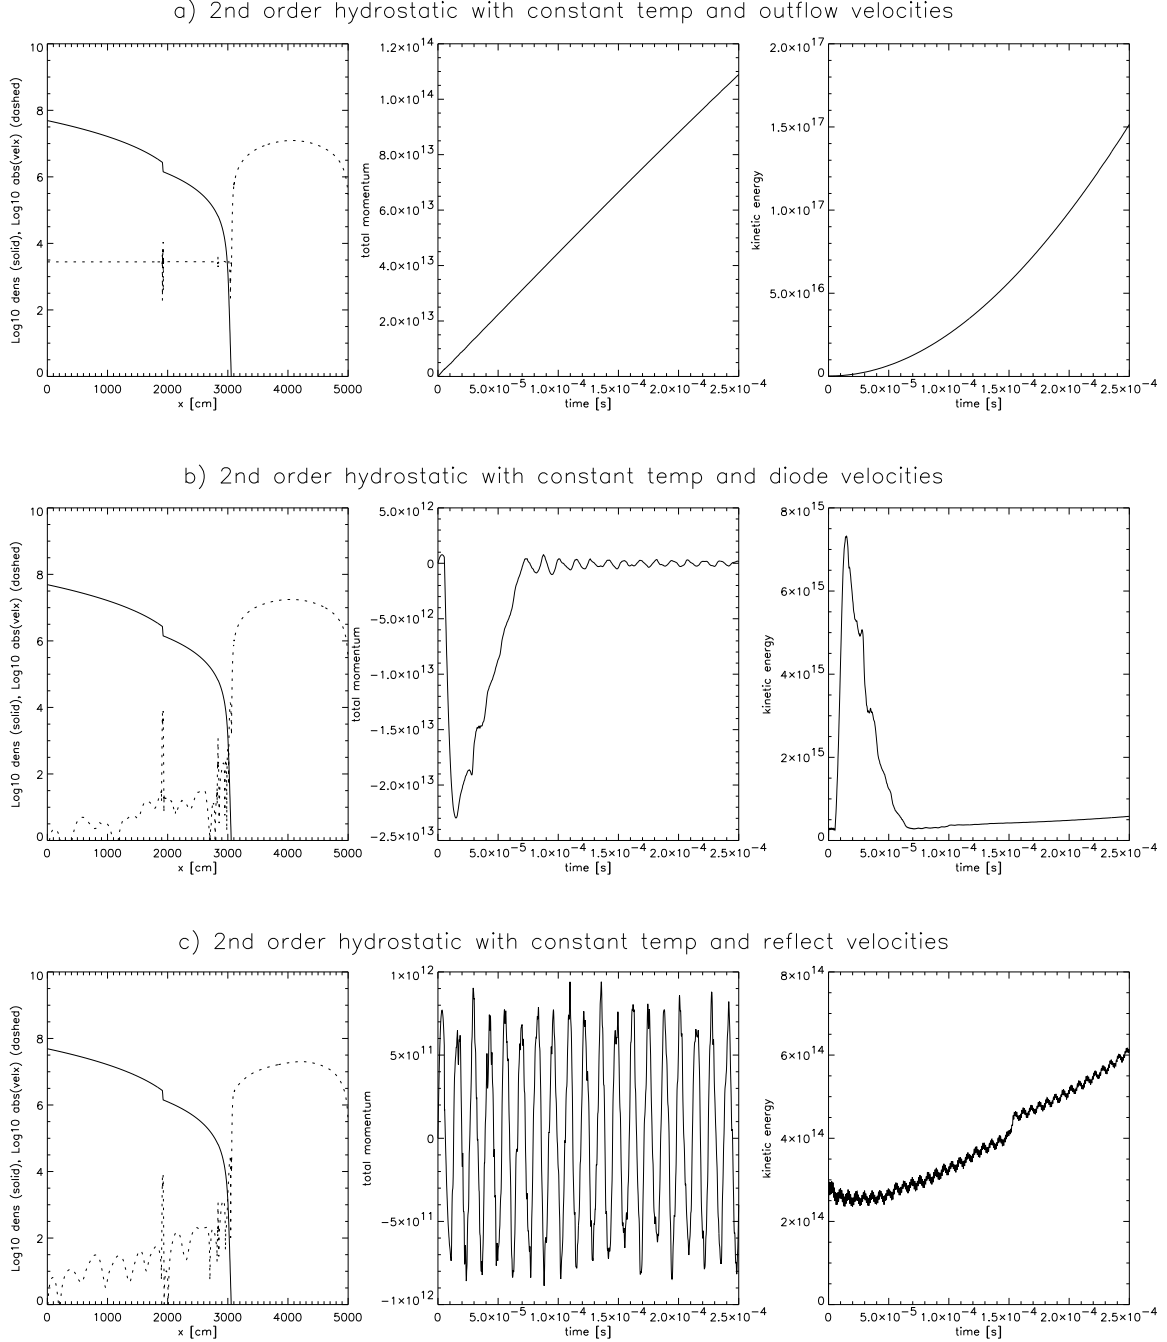 a) 2nd order hydrostatic with constant temp and outflow velocities
Log10 dens (solid), Log10 abs(velx) (dashed)
10
8
6
4
2
0
0 1000 2000 3000 4000 5000
x [cm]
total momentum
1.2×10^14
1.0×10^14
8.0×10^13
6.0×10^13
4.0×10^13
2.0×10^13
0
5.0×10^-5 1.0×10^-4 1.5×10^-4 2.0×10^-4 2.5×10^-4
time [s]
kinetic energy
2.0×10^17
1.5×10^17
1.0×10^17
5.0×10^16
0
0 5.0×10^-5 1.0×10^-4 1.5×10^-4 2.0×10^-4 2.5×10^-4
time [s]
b) 2nd order hydrostatic with constant temp and diode velocities
Log10 dens (solid), Log10 abs(velx) (dashed)
10
8
6
4
2
0
0 1000 2000 3000 4000 5000
x [cm]
total momentum
5.0×10^12
0
−5.0×10^12
−1.0×10^13
−1.5×10^13
−2.0×10^13
−2.5×10^13
0 5.0×10^-5 1.0×10^-4 1.5×10^-4 2.0×10^-4 2.5×10^-4
time [s]
kinetic energy
8×10^15
6×10^15
4×10^15
2×10^15
0
0 5.0×10^-5 1.0×10^-4 1.5×10^-4 2.0×10^-4 2.5×10^-4
time [s]
c) 2nd order hydrostatic with constant temp and reflect velocities
Log10 dens (solid), Log10 abs(velx) (dashed)
10
8
6
4
2
0
0 1000 2000 3000 4000 5000
x [cm]
total momentum
1×10^12
5×10^11
0
−5×10^11
−1×10^12
0 5.0×10^-5 1.0×10^-4 1.5×10^-4 2.0×10^-4 2.5×10^-4
time [s]
kinetic energy
8×10^14
6×10^14
4×10^14
2×10^14
0
0 5.0×10^-5 1.0×10^-4 1.5×10^-4 2.0×10^-4 2.5×10^-4
time [s]